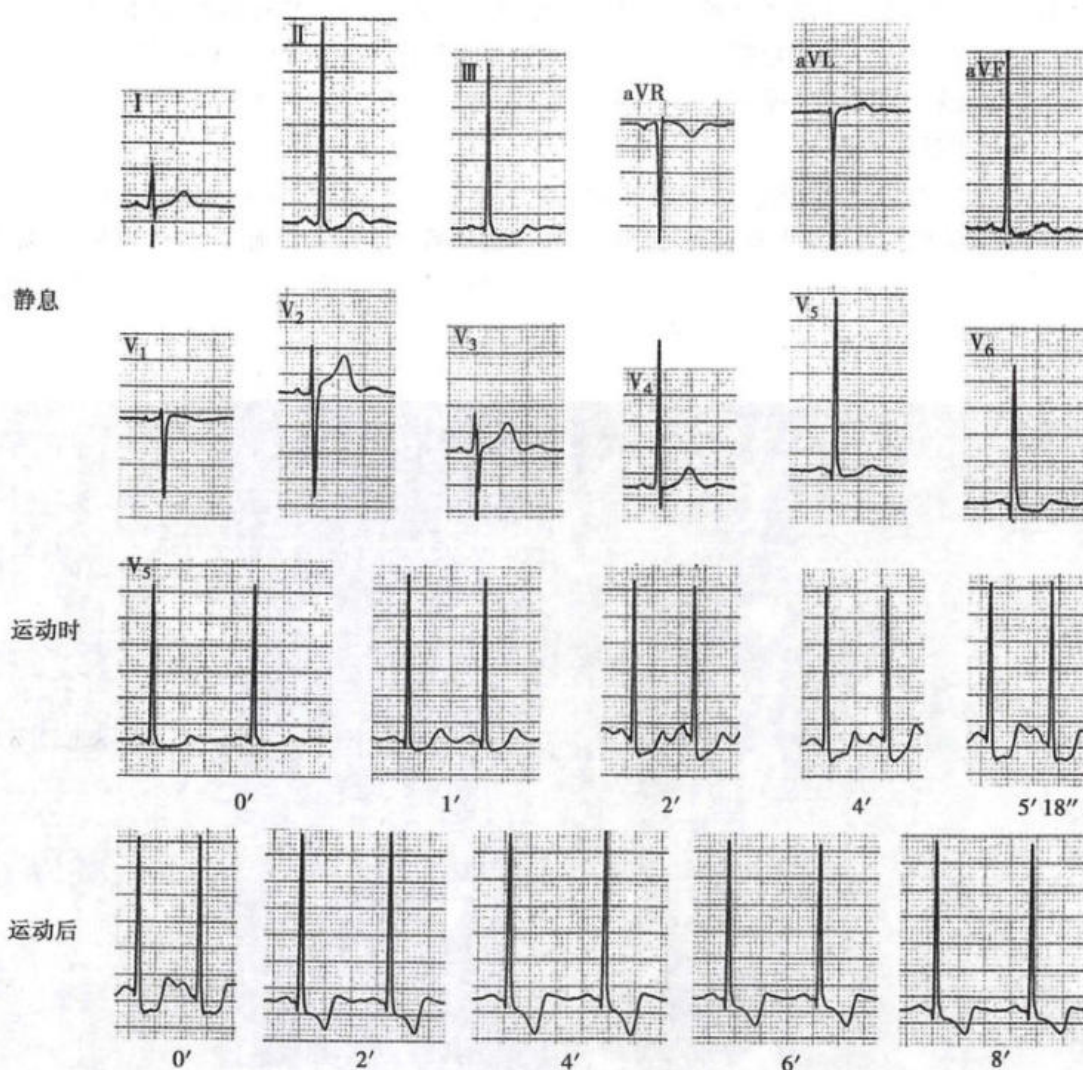 I II III aVR aVL aVF
静息
V₁ V₂ V₃ V₄ V₅ V₆
V₅
运动时
0′ 1′ 2′ 4′ 5′ 18″
运动后
0′ 2′ 4′ 6′ 8′